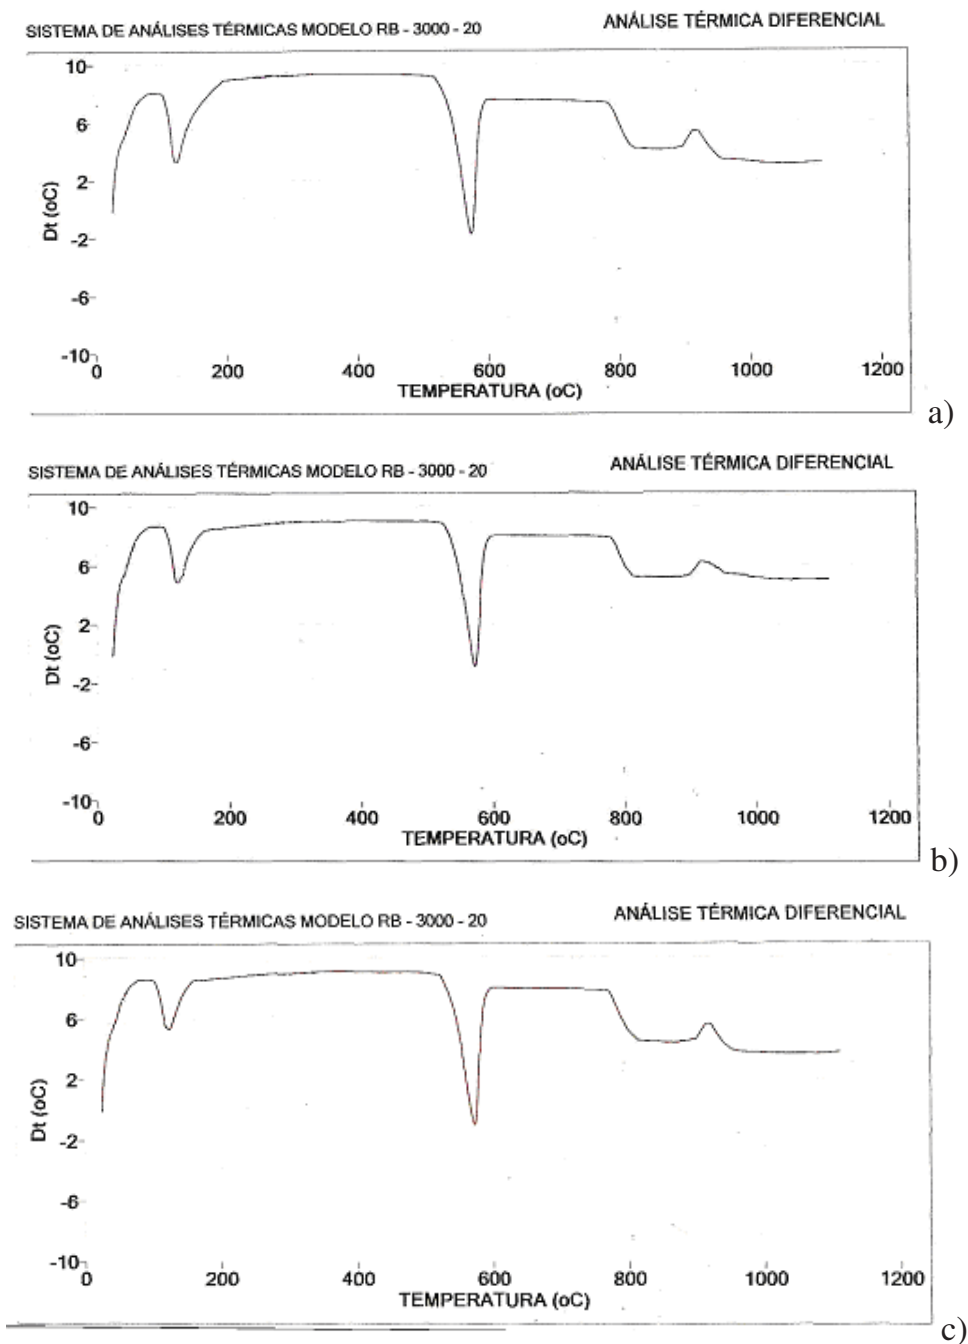 SISTEMA DE ANÁLISES TÉRMICAS MODELO RB - 3000 - 20 ANÁLISE TÉRMICA DIFERENCIAL
10
6
2
-2
-6
-10
Dt (oC)
0 200 400 600 800 1000 1200
TEMPERATURA (oC)
a)
SISTEMA DE ANÁLISES TÉRMICAS MODELO RB - 3000 - 20 ANÁLISE TÉRMICA DIFERENCIAL
10
6
2
-2
-6
-10
Dt (oC)
0 200 400 600 800 1000 1200
TEMPERATURA (oC)
b)
SISTEMA DE ANÁLISES TÉRMICAS MODELO RB - 3000 - 20 ANÁLISE TÉRMICA DIFERENCIAL
10
6
2
-2
-6
-10
Dt (oC)
0 200 400 600 800 1000 1200
TEMPERATURA (oC)
c)